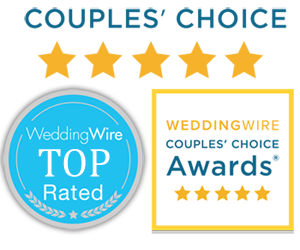 COUPLES’ CHOICE
WeddingWire
TOP
Rated
WEDDINGWIRE
COUPLES’ CHOICE
Awards®